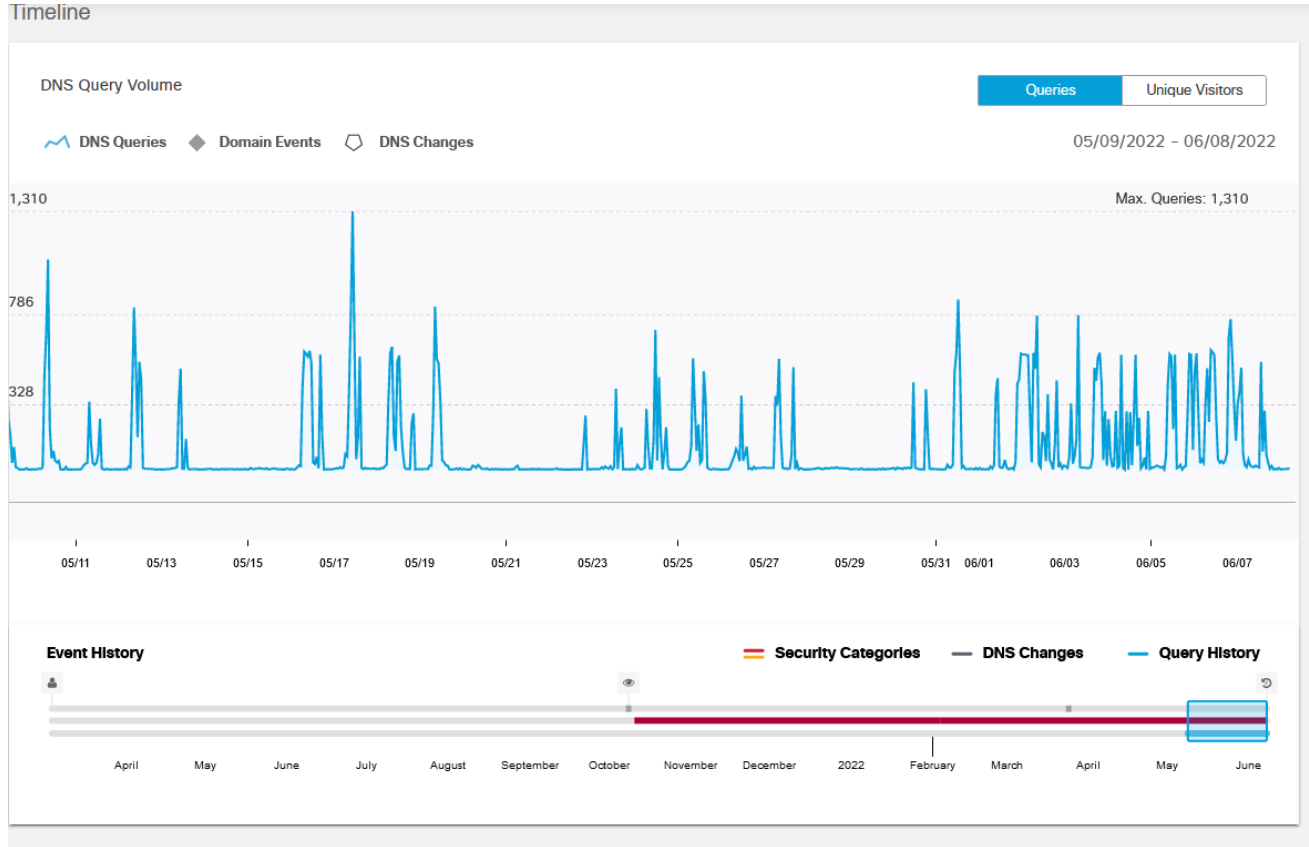 Timeline
DNS Query Volume
Queries Unique Visitors
DNS Queries Domain Events DNS Changes
05/09/2022 - 06/08/2022
1,310
Max. Queries: 1,310
786
328
05/11 05/13 05/15 05/17 05/19 05/21 05/23 05/25 05/27 05/29 05/31 06/01 06/03 06/05 06/07
Event History
Security Categories DNS Changes Query History
April May June July August September October November December 2022 February March April May June